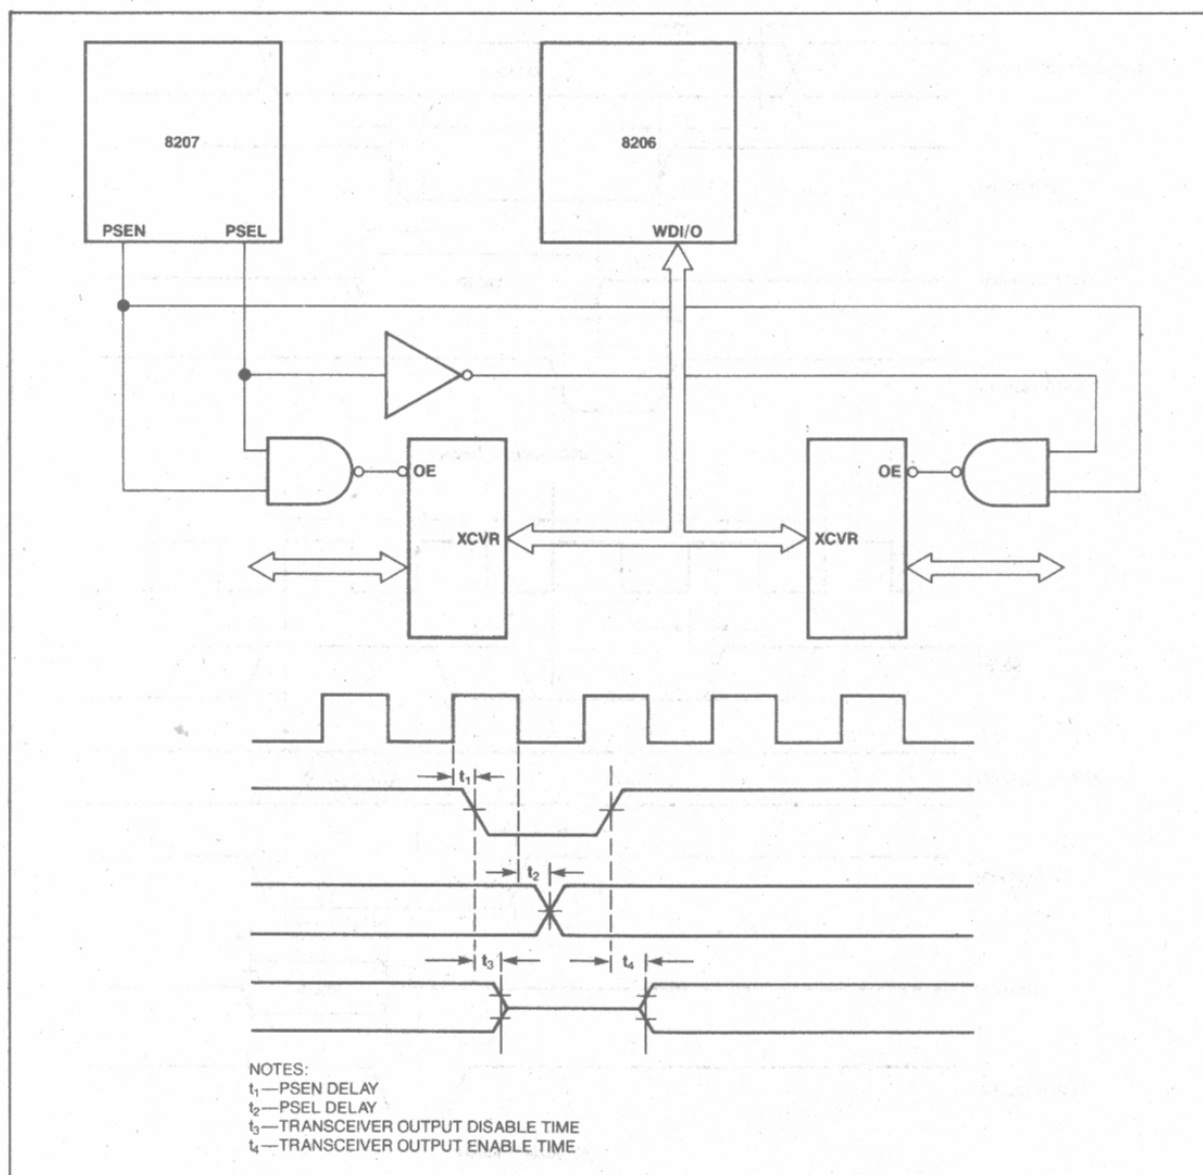 8207
8206
PSEN PSEL
WDI/O
OE
OE
XCVR
XCVR
t₁
t₂
t₃
t₄
NOTES:
t₁—PSEN DELAY
t₂—PSEL DELAY
t₃—TRANSCEIVER OUTPUT DISABLE TIME
t₄—TRANSCEIVER OUTPUT ENABLE TIME